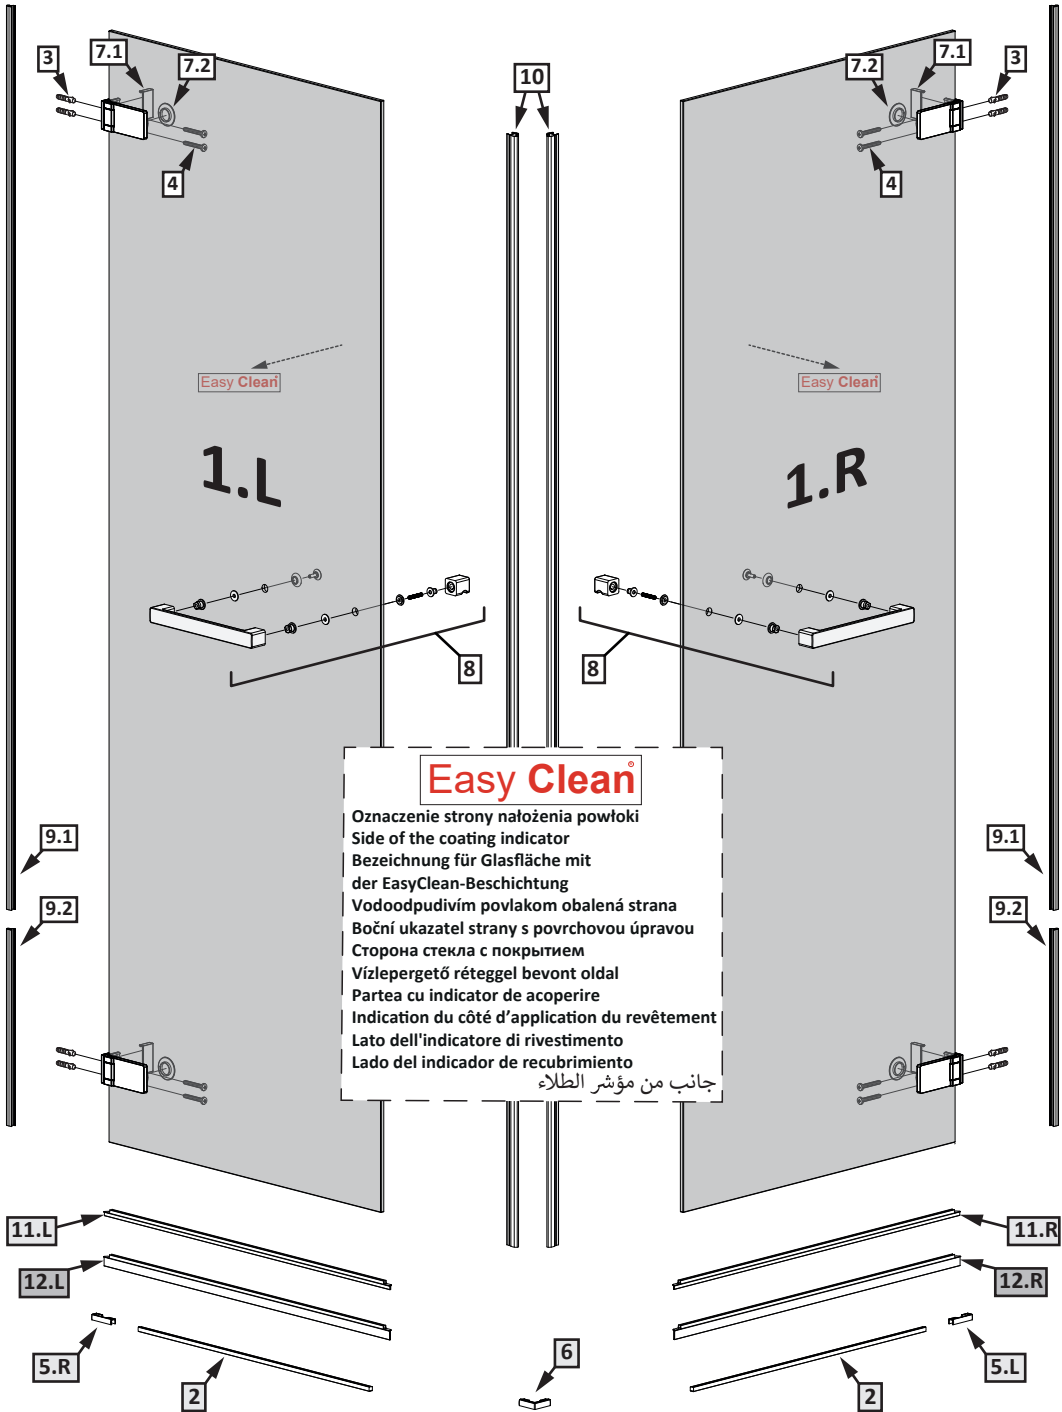 3
7.1
7.2
10
7.2
7.1
3
4
4
Easy Clean
Easy Clean
1.L
1.R
8
8
Easy Clean®
Oznaczenie strony nałożenia powłoki
Side of the coating indicator
Bezeichnung für Glasfläche mit
der EasyClean-Beschichtung
Vodoodpudivím povlakom obalená strana
Boční ukazatel strany s povrchovou úpravou
Сторона стекла с покрытием
Vízlepergető réteggel bevont oldal
Partea cu indicator de acoperire
Indication du côté d'application du revêtement
Lato dell'indicatore di rivestimento
Lado del indicador de recubrimiento
جانب من مؤشر الطلاء
9.1
9.1
9.2
9.2
11.L
11.R
12.L
12.R
5.R
2
6
2
5.L